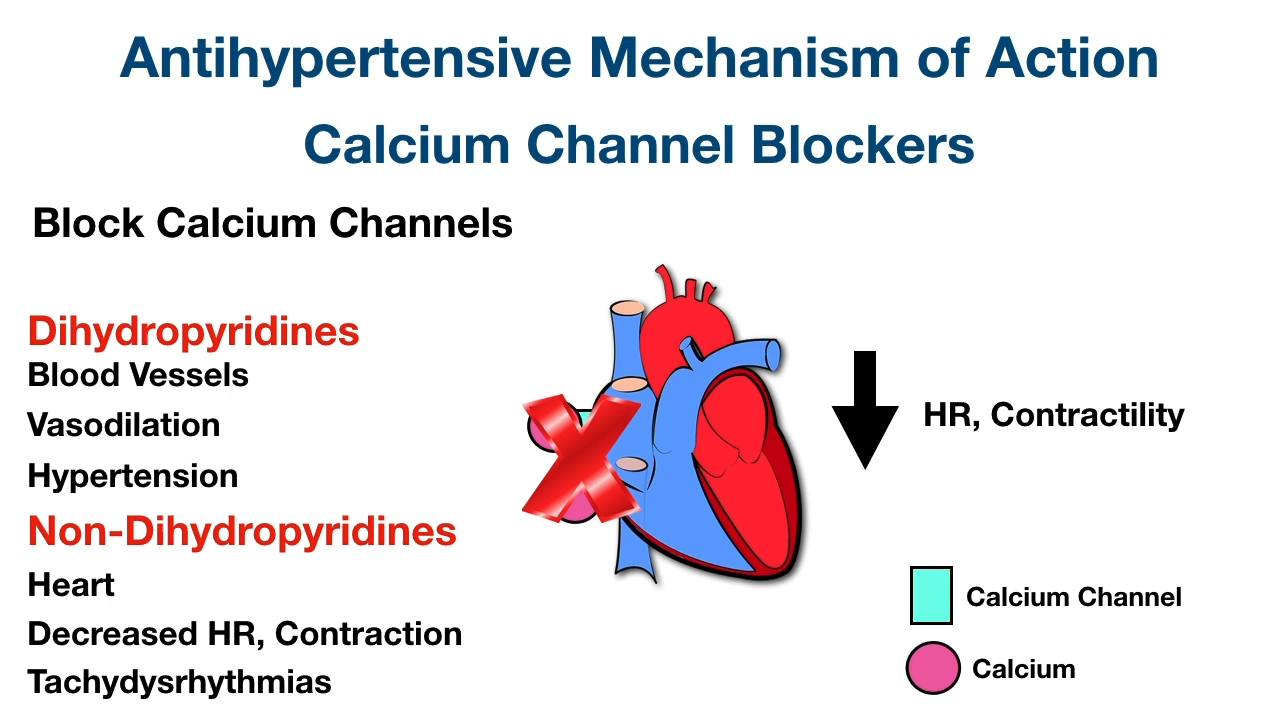 Antihypertensive Mechanism of Action
Calcium Channel Blockers
Block Calcium Channels
Dihydropyridines
Blood Vessels
Vasodilation
Hypertension
Non-Dihydropyridines
Heart
Decreased HR, Contraction
Tachydysrhythmias
HR, Contractility
Calcium Channel
Calcium